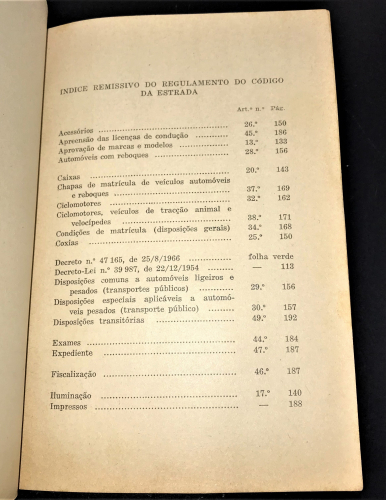 INDICE REMISSIVO DO REGULAMENTO DO CÓDIGO
DA ESTRADA
Art.º n.º Pág.
Acessórios ........ 26.º 150
Apreensão das licenças de condução ........ 45.º 186
Aprovação de marcas e modelos ........ 13.º 133
Automóveis com reboques ........ 28.º 156
Caixas ........ 20.º 143
Chapas de matrícula de veículos automóveis
e reboques ........ 37.º 169
Ciclomotores ........ 32.º 162
Ciclomotores, veículos de tracção animal e
velocípedes ........ 38.º 171
Condições de matrícula (disposições gerais) 34.º 168
Coxias ........ 25.º 150
Decreto n.º 47 165, de 25/8/1966 ........ folha verde
Decreto-Lei n.º 39 987, de 22/12/1954 ........ — 113
Disposições comuns a automóveis ligeiros e
pesados (transportes públicos) ........ 29.º 156
Disposições especiais aplicáveis a automó-
veis pesados (transporte público) ........ 30.º 157
Disposições transitórias ........ 49.º 192
Exames ........ 44.º 184
Expediente ........ 47.º 187
Fiscalização ........ 46.º 187
Iluminação ........ 17.º 140
Impressos ........ — 188